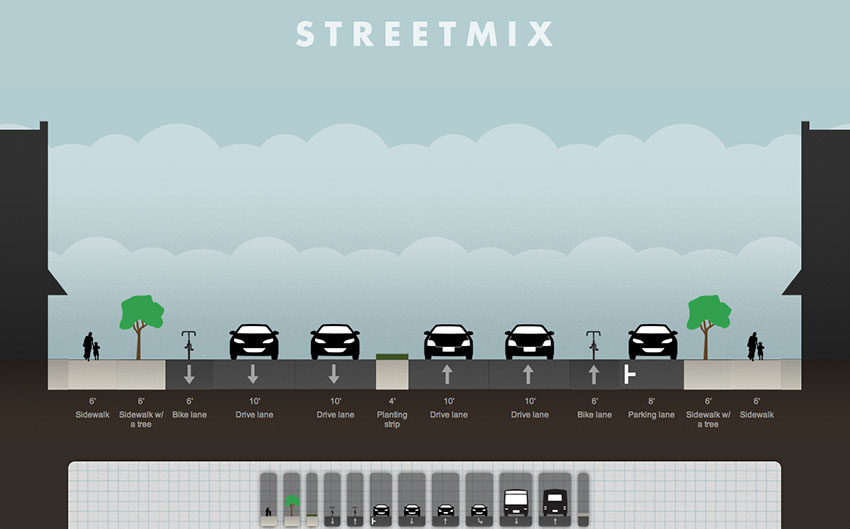 STREETMIX
6' 6' 6' 10' 10' 4' 10' 10' 6' 8' 6' 6'
Sidewalk Sidewalk w/ Bike lane Drive lane Drive lane Planting Drive lane Drive lane Bike lane Parking lane Sidewalk w/ Sidewalk
a tree strip a tree